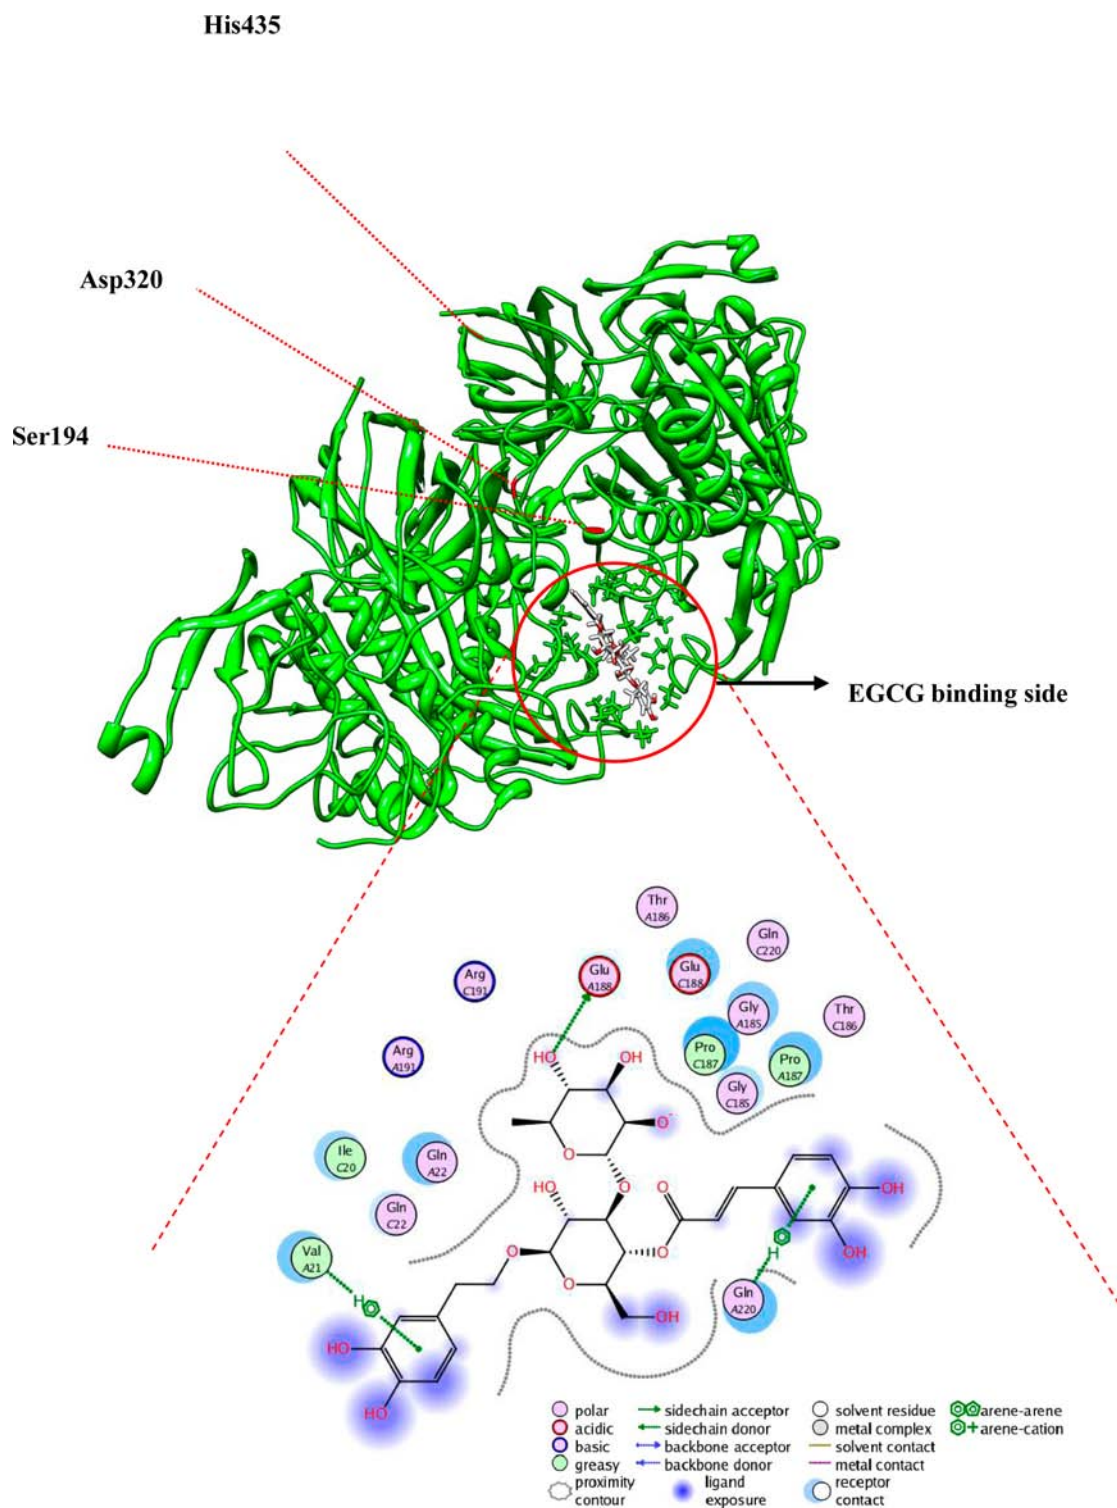 His435
Asp320
Ser194
EGCG binding side
Thr
A186
Gln
C220
Arg
C191
Glu
A188
Glu
C188
Gly
A185
Thr
C186
Arg
A191
Pro
C187
Pro
A187
Gly
C185
HO
OH
O-
Ile
C20
Gln
A22
Gln
C22
O
HO
O
O
OH
Val
A21
O
O
H
OH
O
Gln
A220
H
OH
HO
HO
polar
acidic
basic
greasy
proximity
contour
sidechain acceptor
sidechain donor
backbone acceptor
backbone donor
ligand
exposure
solvent residue
metal complex
solvent contact
metal contact
receptor
contact
arene-arene
arene-cation